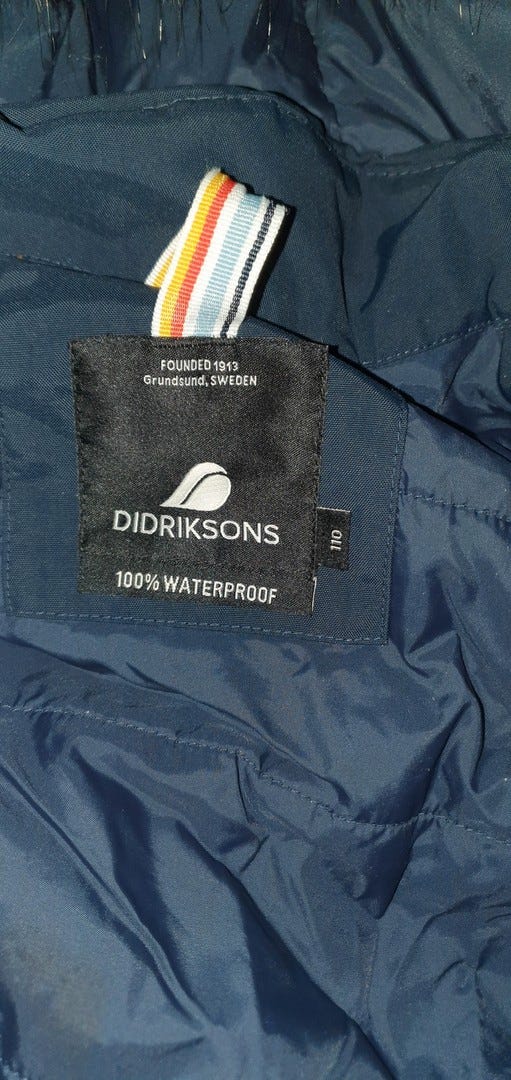 FOUNDED 1913
Grundsund, SWEDEN
DIDRIKSONS
110
100% WATERPROOF